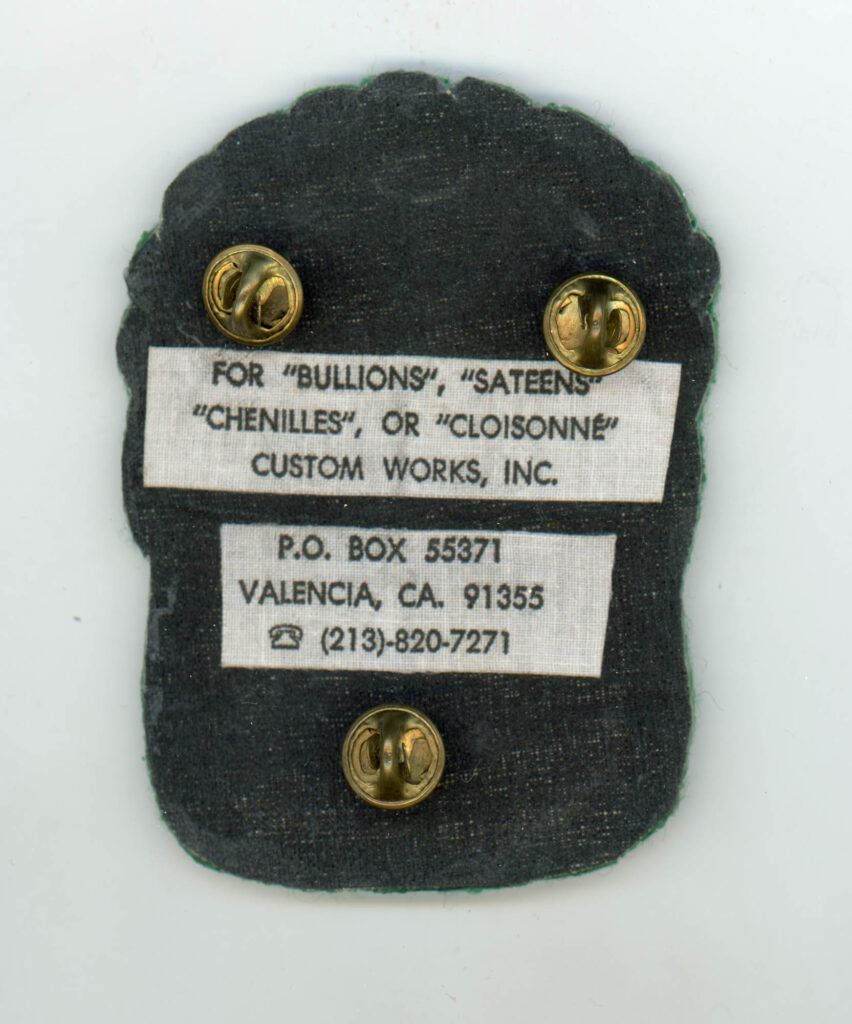 FOR "BULLIONS", "SATEENS"
"CHENILLES", OR "CLOISONNÉ"
CUSTOM WORKS, INC.
P.O. BOX 55371
VALENCIA, CA. 91355
☎ (213)-820-7271